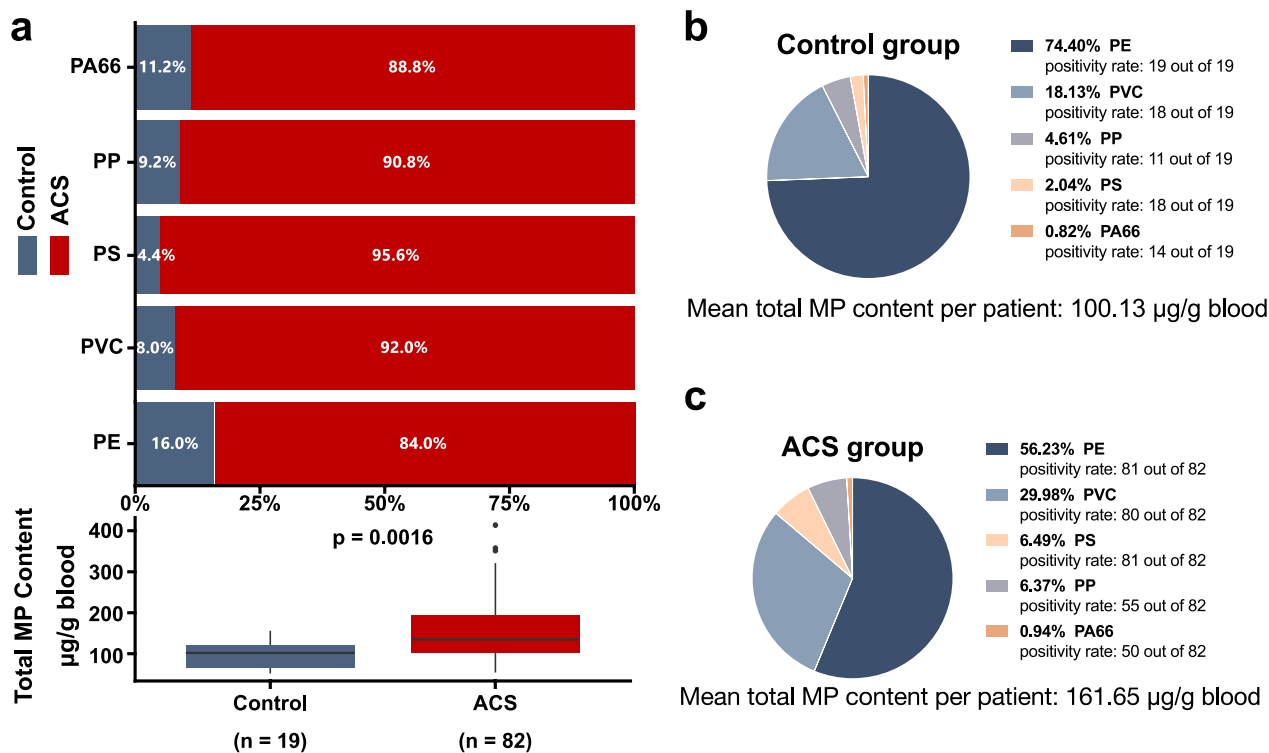 a
Control
ACS
PA66
11.2%
88.8%
PP
9.2%
90.8%
PS
4.4%
95.6%
PVC
8.0%
92.0%
PE
16.0%
84.0%
0%
25%
50%
75%
100%
Total MP Content
µg/g blood
400
300
200
100
p = 0.0016
Control
ACS
(n = 19)
(n = 82)
b
Control group
74.40% PE
positivity rate: 19 out of 19
18.13% PVC
positivity rate: 18 out of 19
4.61% PP
positivity rate: 11 out of 19
2.04% PS
positivity rate: 18 out of 19
0.82% PA66
positivity rate: 14 out of 19
Mean total MP content per patient: 100.13 µg/g blood
c
ACS group
56.23% PE
positivity rate: 81 out of 82
29.98% PVC
positivity rate: 80 out of 82
6.49% PS
positivity rate: 81 out of 82
6.37% PP
positivity rate: 55 out of 82
0.94% PA66
positivity rate: 50 out of 82
Mean total MP content per patient: 161.65 µg/g blood